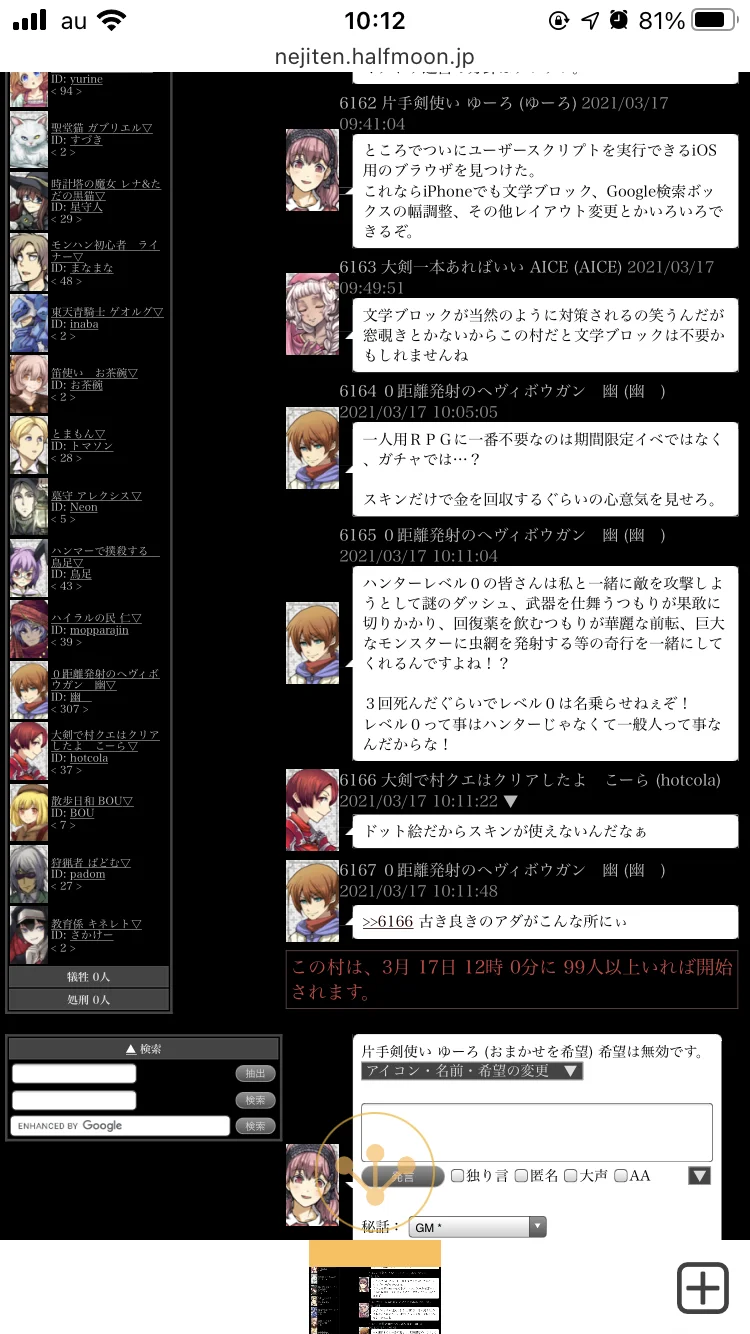 au
10:12
81%
nejiten.halfmoon.jp
ID: yurine
< 94 >
聖堂猫 ガブリエル▽
ID: すづき
< 2 >
時計塔の魔女 レナ&た
だの黒猫▽
ID: 星守人
< 29 >
モンハン初心者　ライ
ナー▽
ID: まなまな
< 48 >
東天青騎士 ゲオルグ▽
ID: inaba
< 2 >
笛使い　お茶碗▽
ID: お茶碗
< 2 >
とまもん▽
ID: トマソン
< 28 >
墓守 アレクシス▽
ID: Neon
< 5 >
ハンマーで撲殺する
鳥足▽
ID: 鳥足
< 43 >
ハイラルの民 仁▽
ID: mopparajin
< 39 >
０距離発射のヘヴィボ
ウガン　幽▽
ID: 幽
< 307 >
大剣で村クエはクリア
したよ　こーら▽
ID: hotcola
< 37 >
散歩日和 BOU▽
ID: BOU
< 7 >
狩猟者 ぱどむ▽
ID: padom
< 27 >
教育係 キネレト▽
ID: さかけー
< 2 >
犠牲 0人
処刑 0人
▲ 検索
抽出
検索
ENHANCED BY Google
検索
6162 片手剣使い ゆーろ (ゆーろ) 2021/03/17
09:41:04
ところでついにユーザースクリプトを実行できるiOS
用のブラウザを見つけた。
これならiPhoneでも文学ブロック、Google検索ボッ
クスの幅調整、その他レイアウト変更とかいろいろで
きるぞ。
6163 大剣一本あればいい AICE (AICE) 2021/03/17
09:49:51
文学ブロックが当然のように対策されるの笑うんだが
窓覗きとかないからこの村だと文学ブロックは不要か
もしれませんね
6164 ０距離発射のヘヴィボウガン　幽 (幽　)
2021/03/17 10:05:05
一人用ＲＰＧに一番不要なのは期間限定イベではなく
、ガチャでは…？
スキンだけで金を回収するぐらいの心意気を見せろ。
6165 ０距離発射のヘヴィボウガン　幽 (幽　)
2021/03/17 10:11:04
ハンターレベル０の皆さんは私と一緒に敵を攻撃しよ
うとして謎のダッシュ、武器を仕舞うつもりが果敢に
切りかかり、回復薬を飲むつもりが華麗な前転、巨大
なモンスターに虫網を発射する等の奇行を一緒にして
くれるんですよね！？
３回死んだぐらいでレベル０は名乗らせねぇぞ！
レベル０って事はハンターじゃなくて一般人って事な
んだからな！
6166 大剣で村クエはクリアしたよ　こーら (hotcola)
2021/03/17 10:11:22 ▼
ドット絵だからスキンが使えないんだなぁ
6167 ０距離発射のヘヴィボウガン　幽 (幽　)
2021/03/17 10:11:48
>>6166 古き良きのアダがこんな所にぃ
この村は、3月 17日 12時 0分に 99人以上いれば開始
されます。
片手剣使い ゆーろ (おまかせを希望) 希望は無効です。
アイコン・名前・希望の変更　▼
発言
独り言
匿名
大声
AA
▼
秘話：
GM *